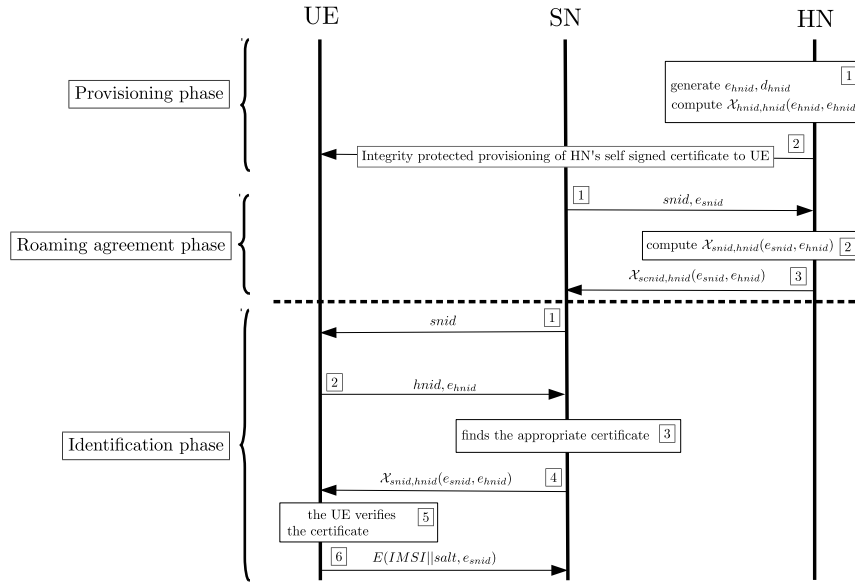 UE SN HN
Provisioning phase
1
generate e_hnid, d_hnid
compute 𝒳_hnid,hnid(e_hnid, e_hnid
2
Integrity protected provisioning of HN's self signed certificate to UE
1
snid, e_snid
Roaming agreement phase
compute 𝒳_snid,hnid(e_snid, e_hnid) 2
𝒳_scnid,hnid(e_snid, e_hnid) 3
snid 1
2 hnid, e_hnid
Identification phase
finds the appropriate certificate 3
𝒳_snid,hnid(e_snid, e_hnid) 4
the UE verifies 5
the certificate
6 E(IMSI||salt, e_snid)